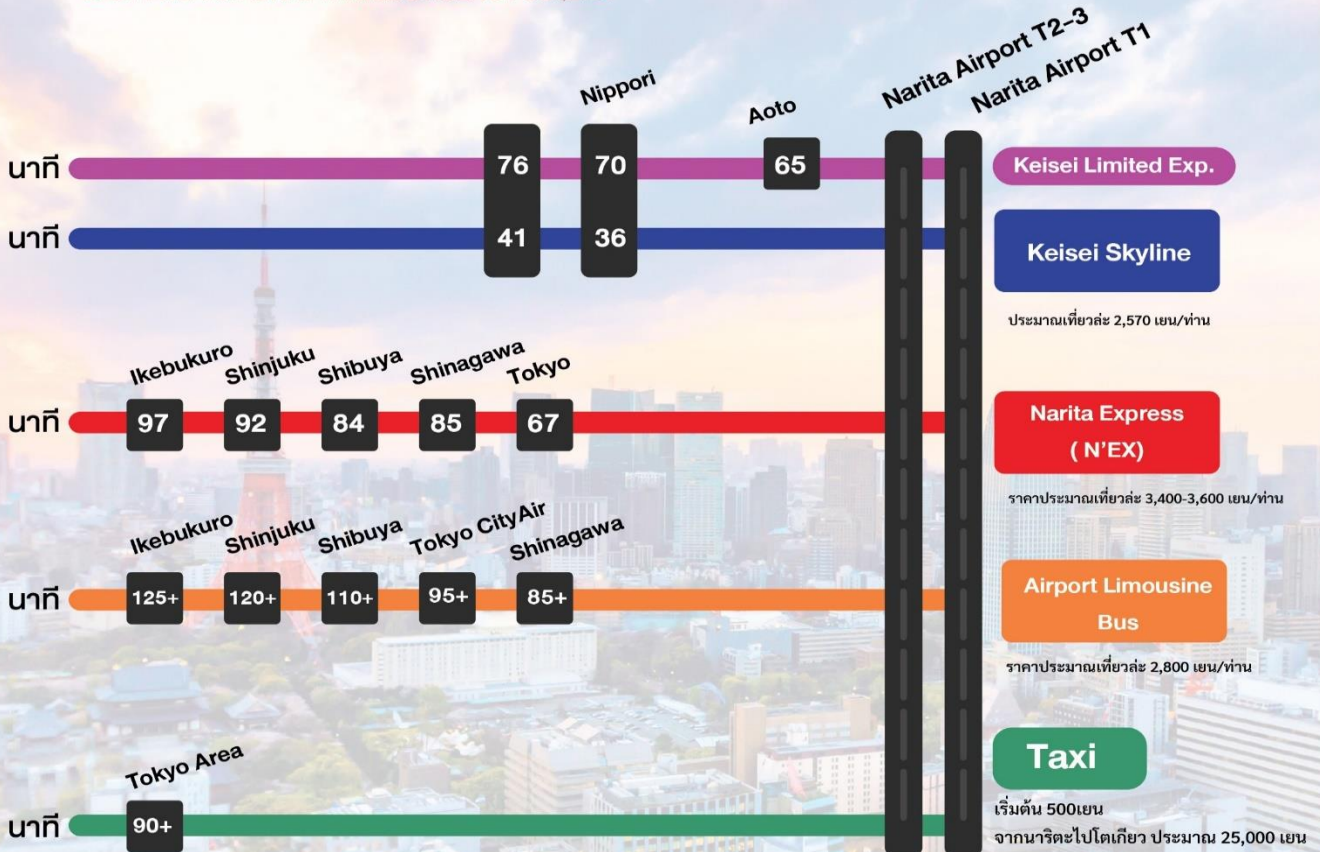 Narita Airport T2-3
Narita Airport T1
Nippori
Aoto
นาที
76
70
65
Keisei Limited Exp.
นาที
41
36
Keisei Skyline
ประมาณเที่ยวล่ะ 2,570 เยน/ท่าน
Ikebukuro
Shinjuku
Shibuya
Shinagawa
Tokyo
นาที
97
92
84
85
67
Narita Express
( N'EX)
ราคาประมาณเที่ยวล่ะ 3,400-3,600 เยน/ท่าน
Ikebukuro
Shinjuku
Shibuya
Tokyo CityAir
Shinagawa
นาที
125+
120+
110+
95+
85+
Airport Limousine
Bus
ราคาประมาณเที่ยวล่ะ 2,800 เยน/ท่าน
Tokyo Area
นาที
90+
Taxi
เริ่มต้น 500เยน
จากนาริตะไปโตเกียว ประมาณ 25,000 เยน